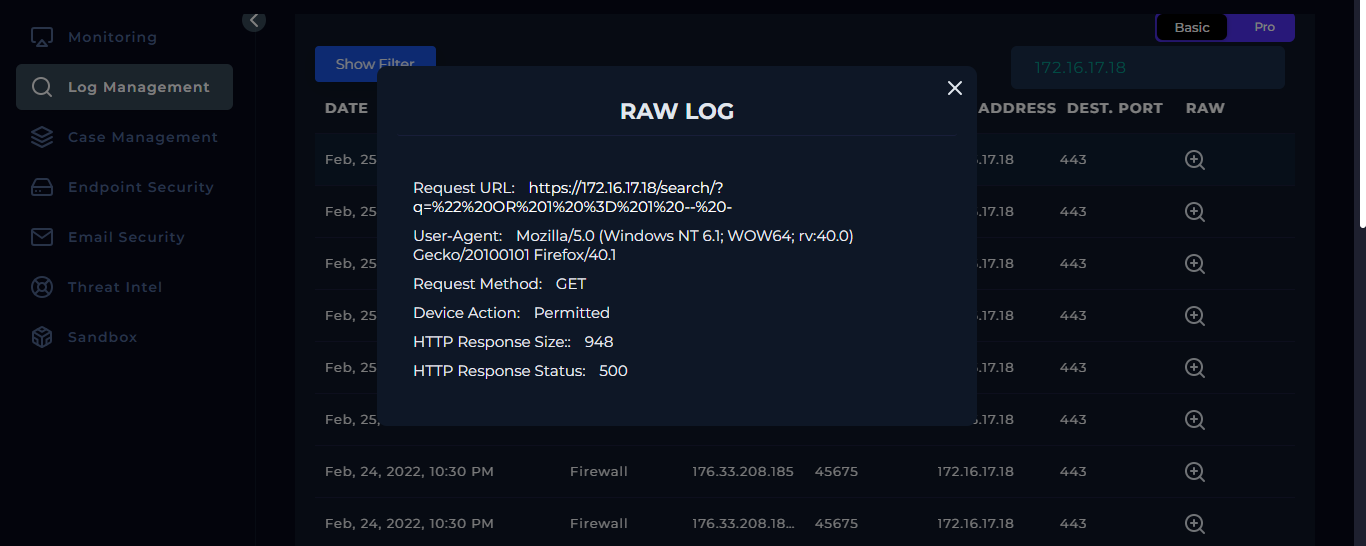 Monitoring
Log Management
Case Management
Endpoint Security
Email Security
Threat Intel
Sandbox
Basic Pro
Show Filter
172.16.17.18
DATE ADDRESS DEST. PORT RAW
RAW LOG
Request URL: https://172.16.17.18/search/?
q=%22%20OR%201%20%3D%201%20--%20-
User-Agent: Mozilla/5.0 (Windows NT 6.1; WOW64; rv:40.0)
Gecko/20100101 Firefox/40.1
Request Method: GET
Device Action: Permitted
HTTP Response Size:: 948
HTTP Response Status: 500
Feb, 25 .17.18 443
Feb, 25 .17.18 443
Feb, 25 .17.18 443
Feb, 25 .17.18 443
Feb, 25 .17.18 443
Feb, 25, .17.18 443
Feb, 24, 2022, 10:30 PM Firewall 176.33.208.185 45675 172.16.17.18 443
Feb, 24, 2022, 10:30 PM Firewall 176.33.208.18... 45675 172.16.17.18 443